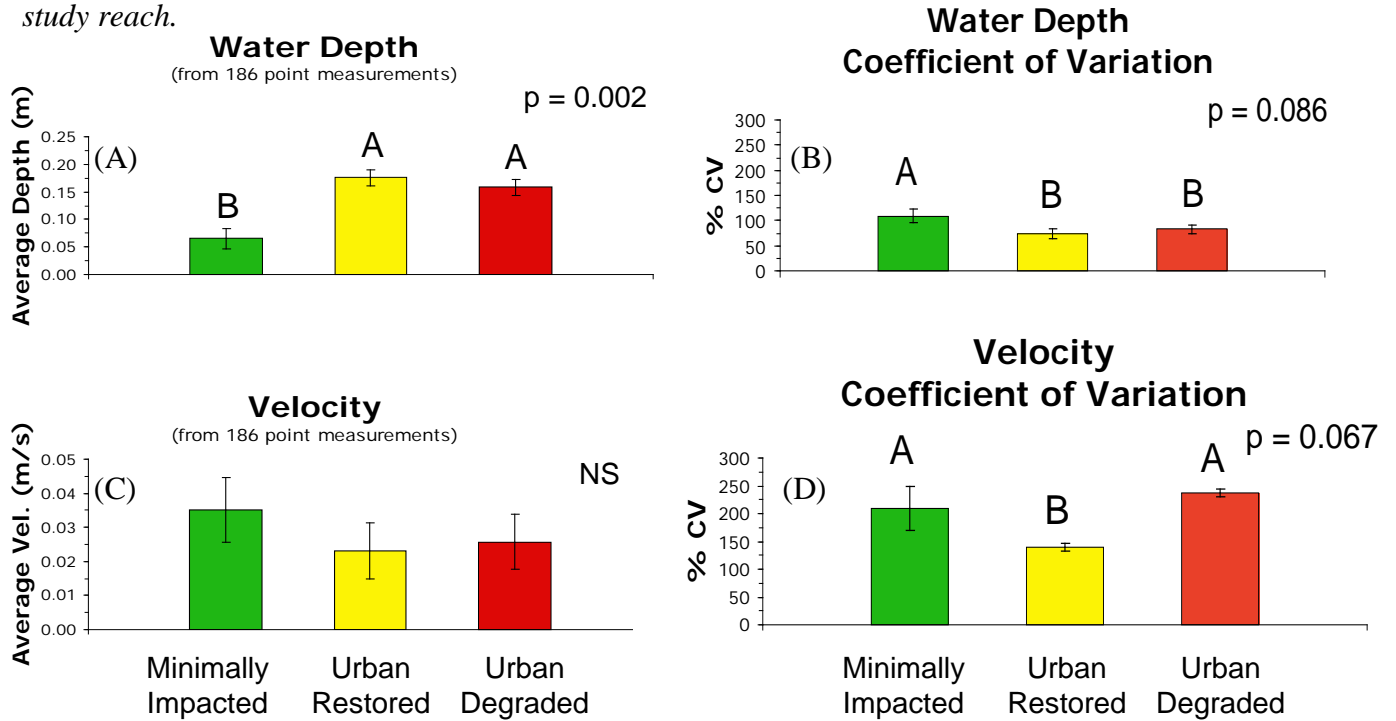 study reach.
Water Depth
(from 186 point measurements)
p = 0.002
Average Depth (m)
0.25
0.20
0.15
0.10
0.05
0.00
(A)
B
A
A
Water Depth
Coefficient of Variation
p = 0.086
% CV
300
250
200
150
100
50
0
(B)
A
B
B
Velocity
(from 186 point measurements)
NS
Average Vel. (m/s)
0.05
0.04
0.03
0.02
0.01
0.00
(C)
Minimally
Impacted
Urban
Restored
Urban
Degraded
Velocity
Coefficient of Variation
p = 0.067
% CV
300
250
200
150
100
50
0
(D)
A
B
A
Minimally
Impacted
Urban
Restored
Urban
Degraded